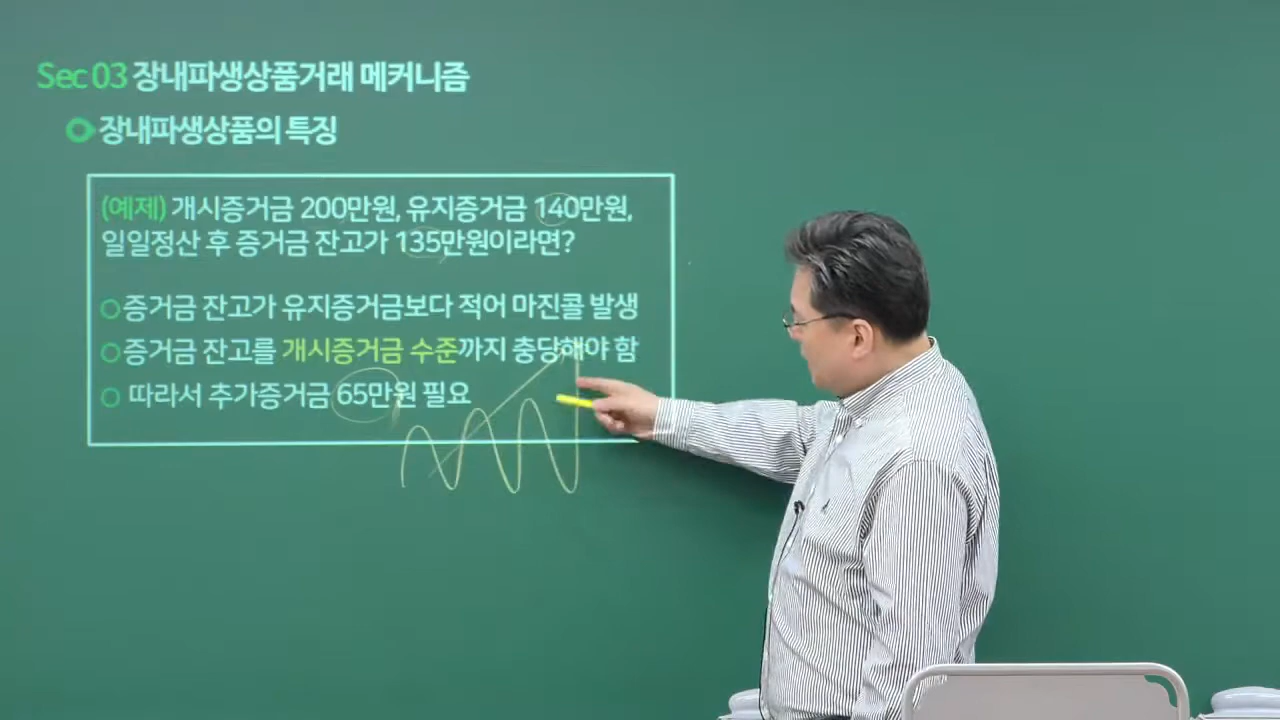 Sec 03 장내파생상품거래 메커니즘
장내파생상품의 특징
(예제) 개시증거금 200만원, 유지증거금 140만원,
일일정산 후 증거금 잔고가 135만원이라면?
증거금 잔고가 유지증거금보다 적어 마진콜 발생
증거금 잔고를 개시증거금 수준까지 충당해야 함
따라서 추가증거금 65만원 필요